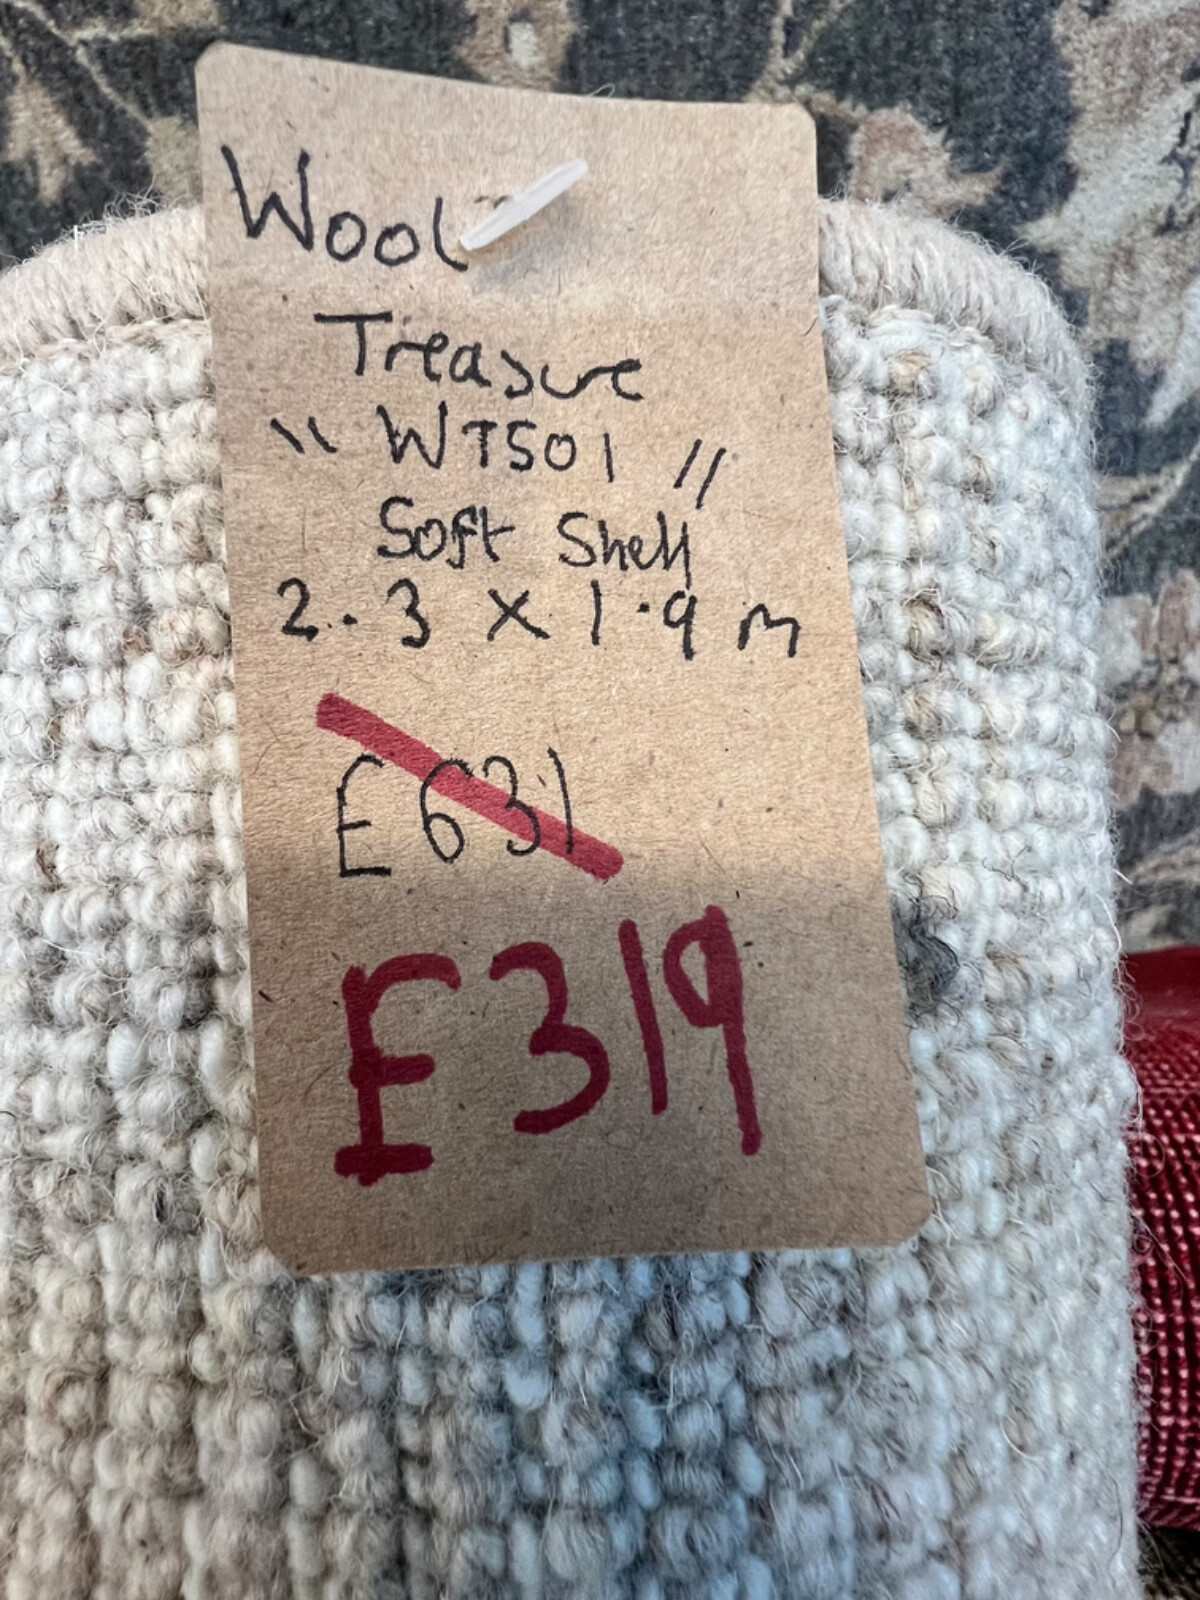 Wool
Treasure
" WT501 "
Soft Shell
2.3 x 1.9 m
£631
£319